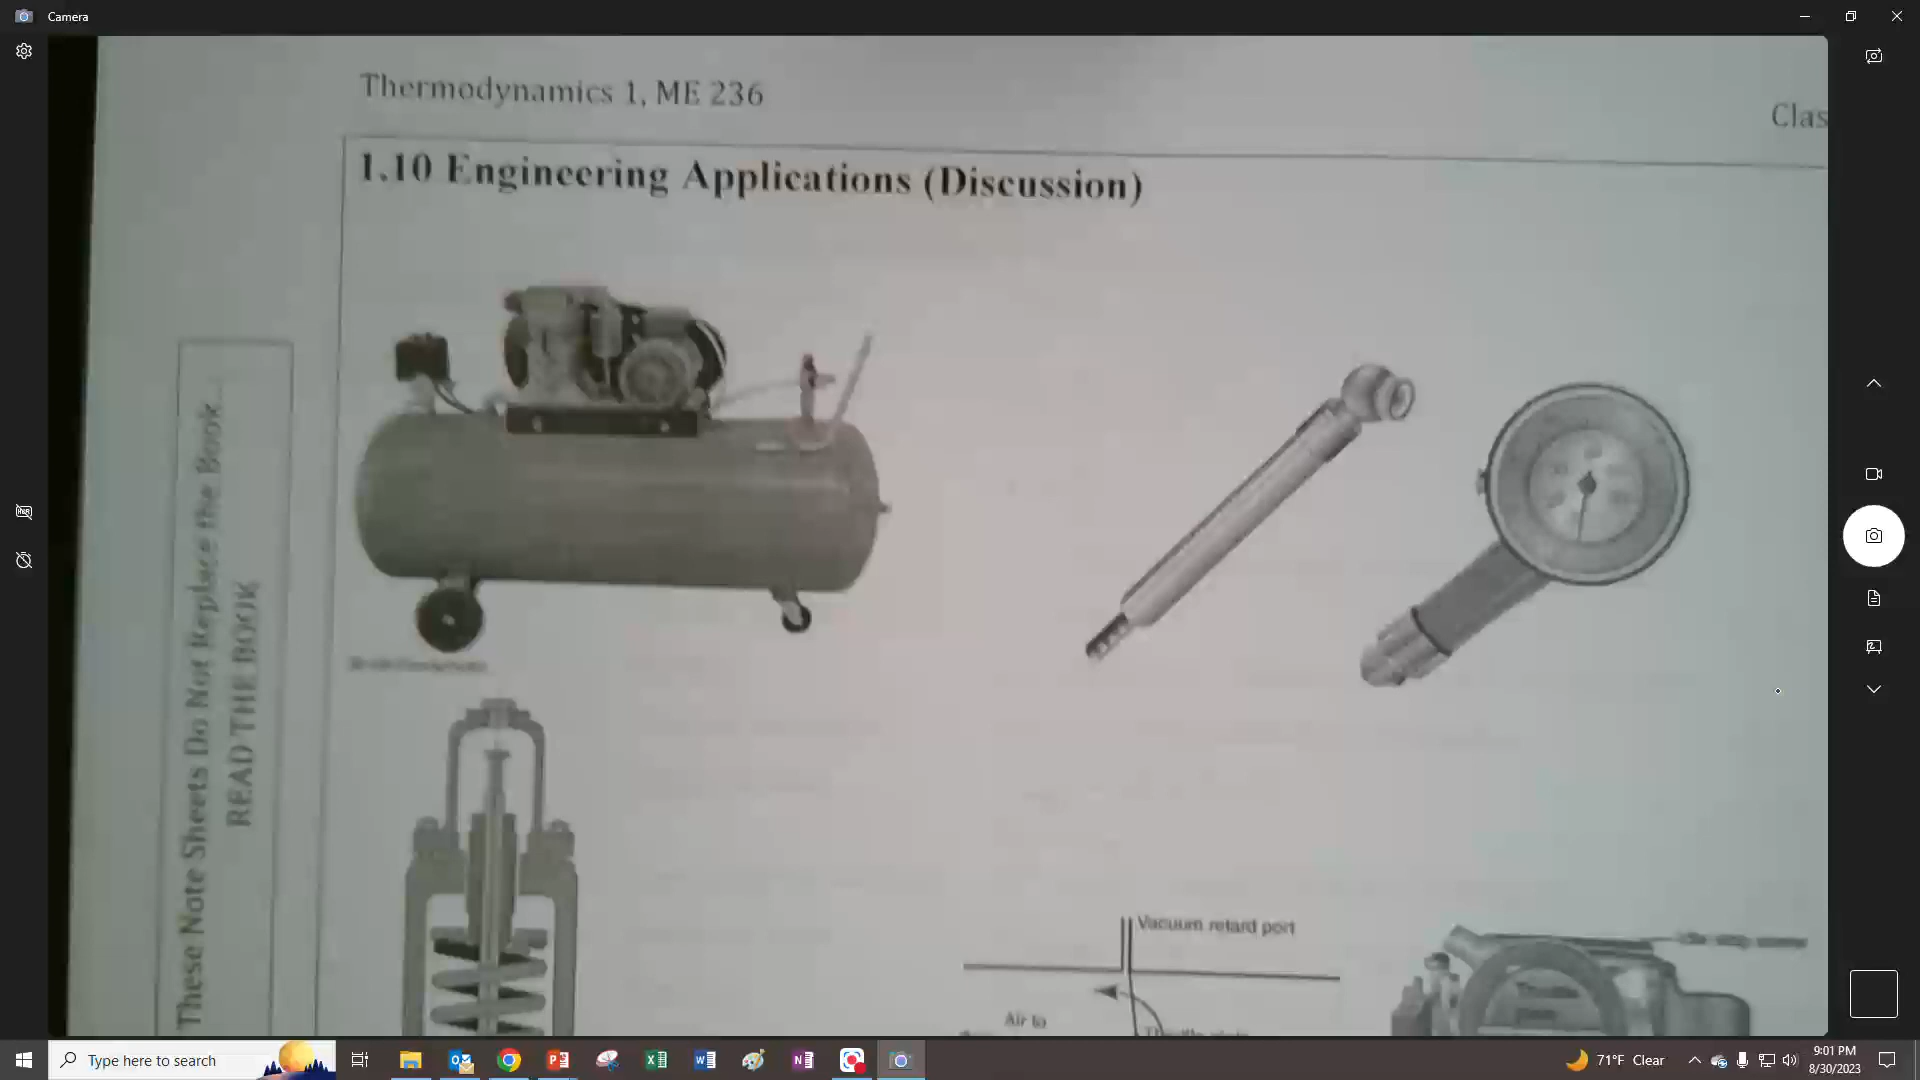 Camera
Thermodynamics 1, ME 236
Clas
1.10 Engineering Applications (Discussion)
These Note Sheets Do Not Replace the Book...
READ THE BOOK
Vacuum retard port
Air to
Throttle plate
Type here to search
71°F Clear
9:01 PM
8/30/2023